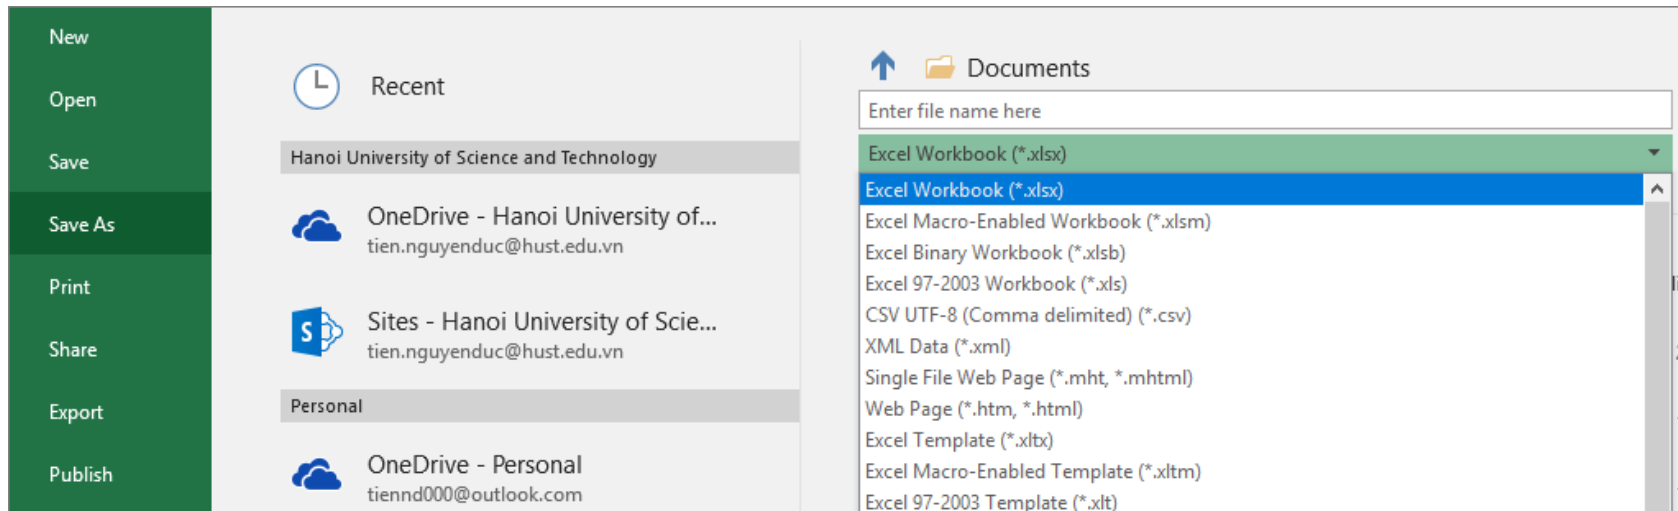 New
Open
Save
Save As
Print
Share
Export
Publish
Recent
Hanoi University of Science and Technology
OneDrive - Hanoi University of...
tien.nguyenduc@hust.edu.vn
Sites - Hanoi University of Scie...
tien.nguyenduc@hust.edu.vn
Personal
OneDrive - Personal
tiennd000@outlook.com
Documents
Enter file name here
Excel Workbook (*.xlsx)
Excel Workbook (*.xlsx)
Excel Macro-Enabled Workbook (*.xlsm)
Excel Binary Workbook (*.xlsb)
Excel 97-2003 Workbook (*.xls)
CSV UTF-8 (Comma delimited) (*.csv)
XML Data (*.xml)
Single File Web Page (*.mht, *.mhtml)
Web Page (*.htm, *.html)
Excel Template (*.xltx)
Excel Macro-Enabled Template (*.xltm)
Excel 97-2003 Template (*.xlt)